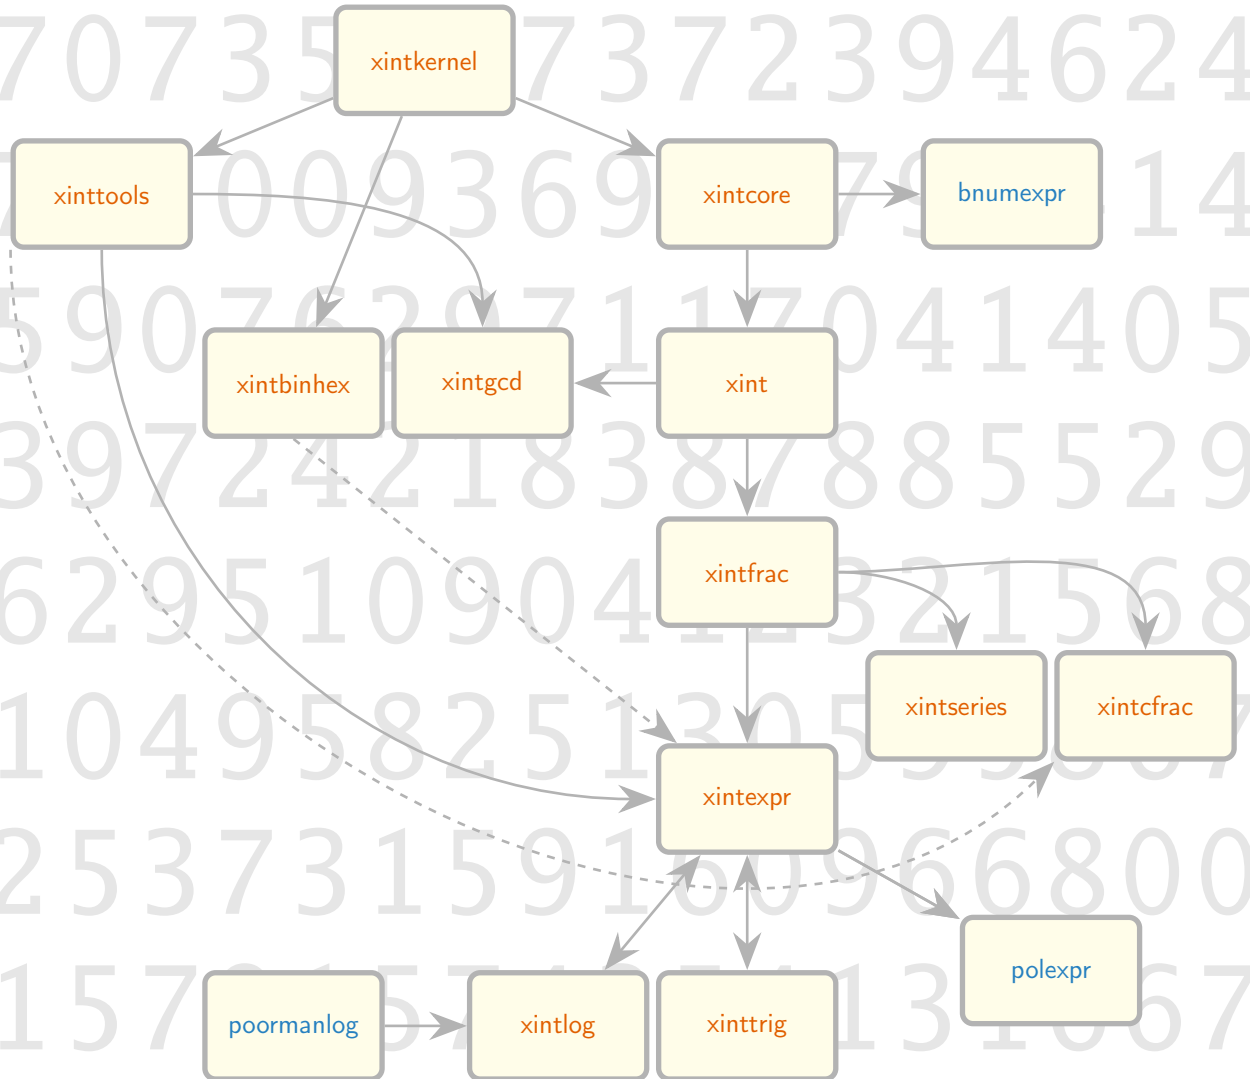 xintkernel
xinttools
xintcore
bnumexpr
xintbinhex
xintgcd
xint
xintfrac
xintseries
xintcfrac
xintexpr
polexpr
poormanlog
xintlog
xinttrig